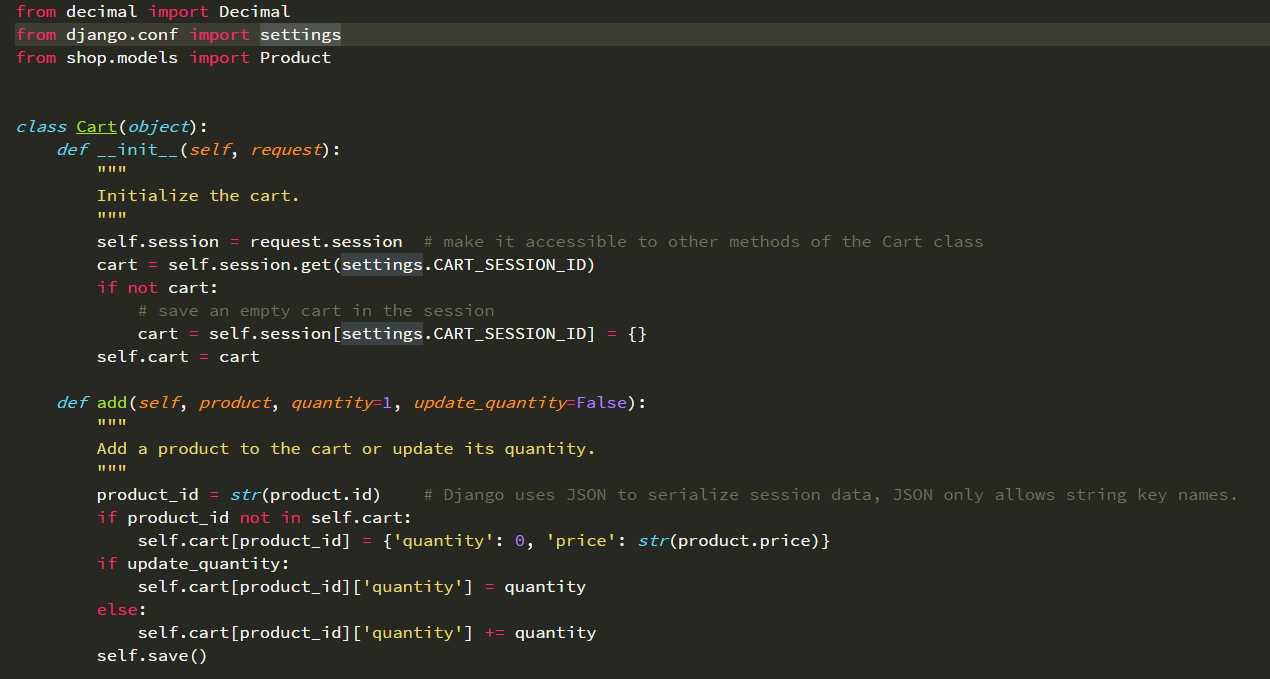 from decimal import Decimal
from django.conf import settings
from shop.models import Product
class Cart(object):
    def __init__(self, request):
        """
        Initialize the cart.
        """
        self.session = request.session  # make it accessible to other methods of the Cart class
        cart = self.session.get(settings.CART_SESSION_ID)
        if not cart:
            # save an empty cart in the session
            cart = self.session[settings.CART_SESSION_ID] = {}
        self.cart = cart
    def add(self, product, quantity=1, update_quantity=False):
        """
        Add a product to the cart or update its quantity.
        """
        product_id = str(product.id)    # Django uses JSON to serialize session data, JSON only allows string key names.
        if product_id not in self.cart:
            self.cart[product_id] = {'quantity': 0, 'price': str(product.price)}
        if update_quantity:
            self.cart[product_id]['quantity'] = quantity
        else:
            self.cart[product_id]['quantity'] += quantity
        self.save()